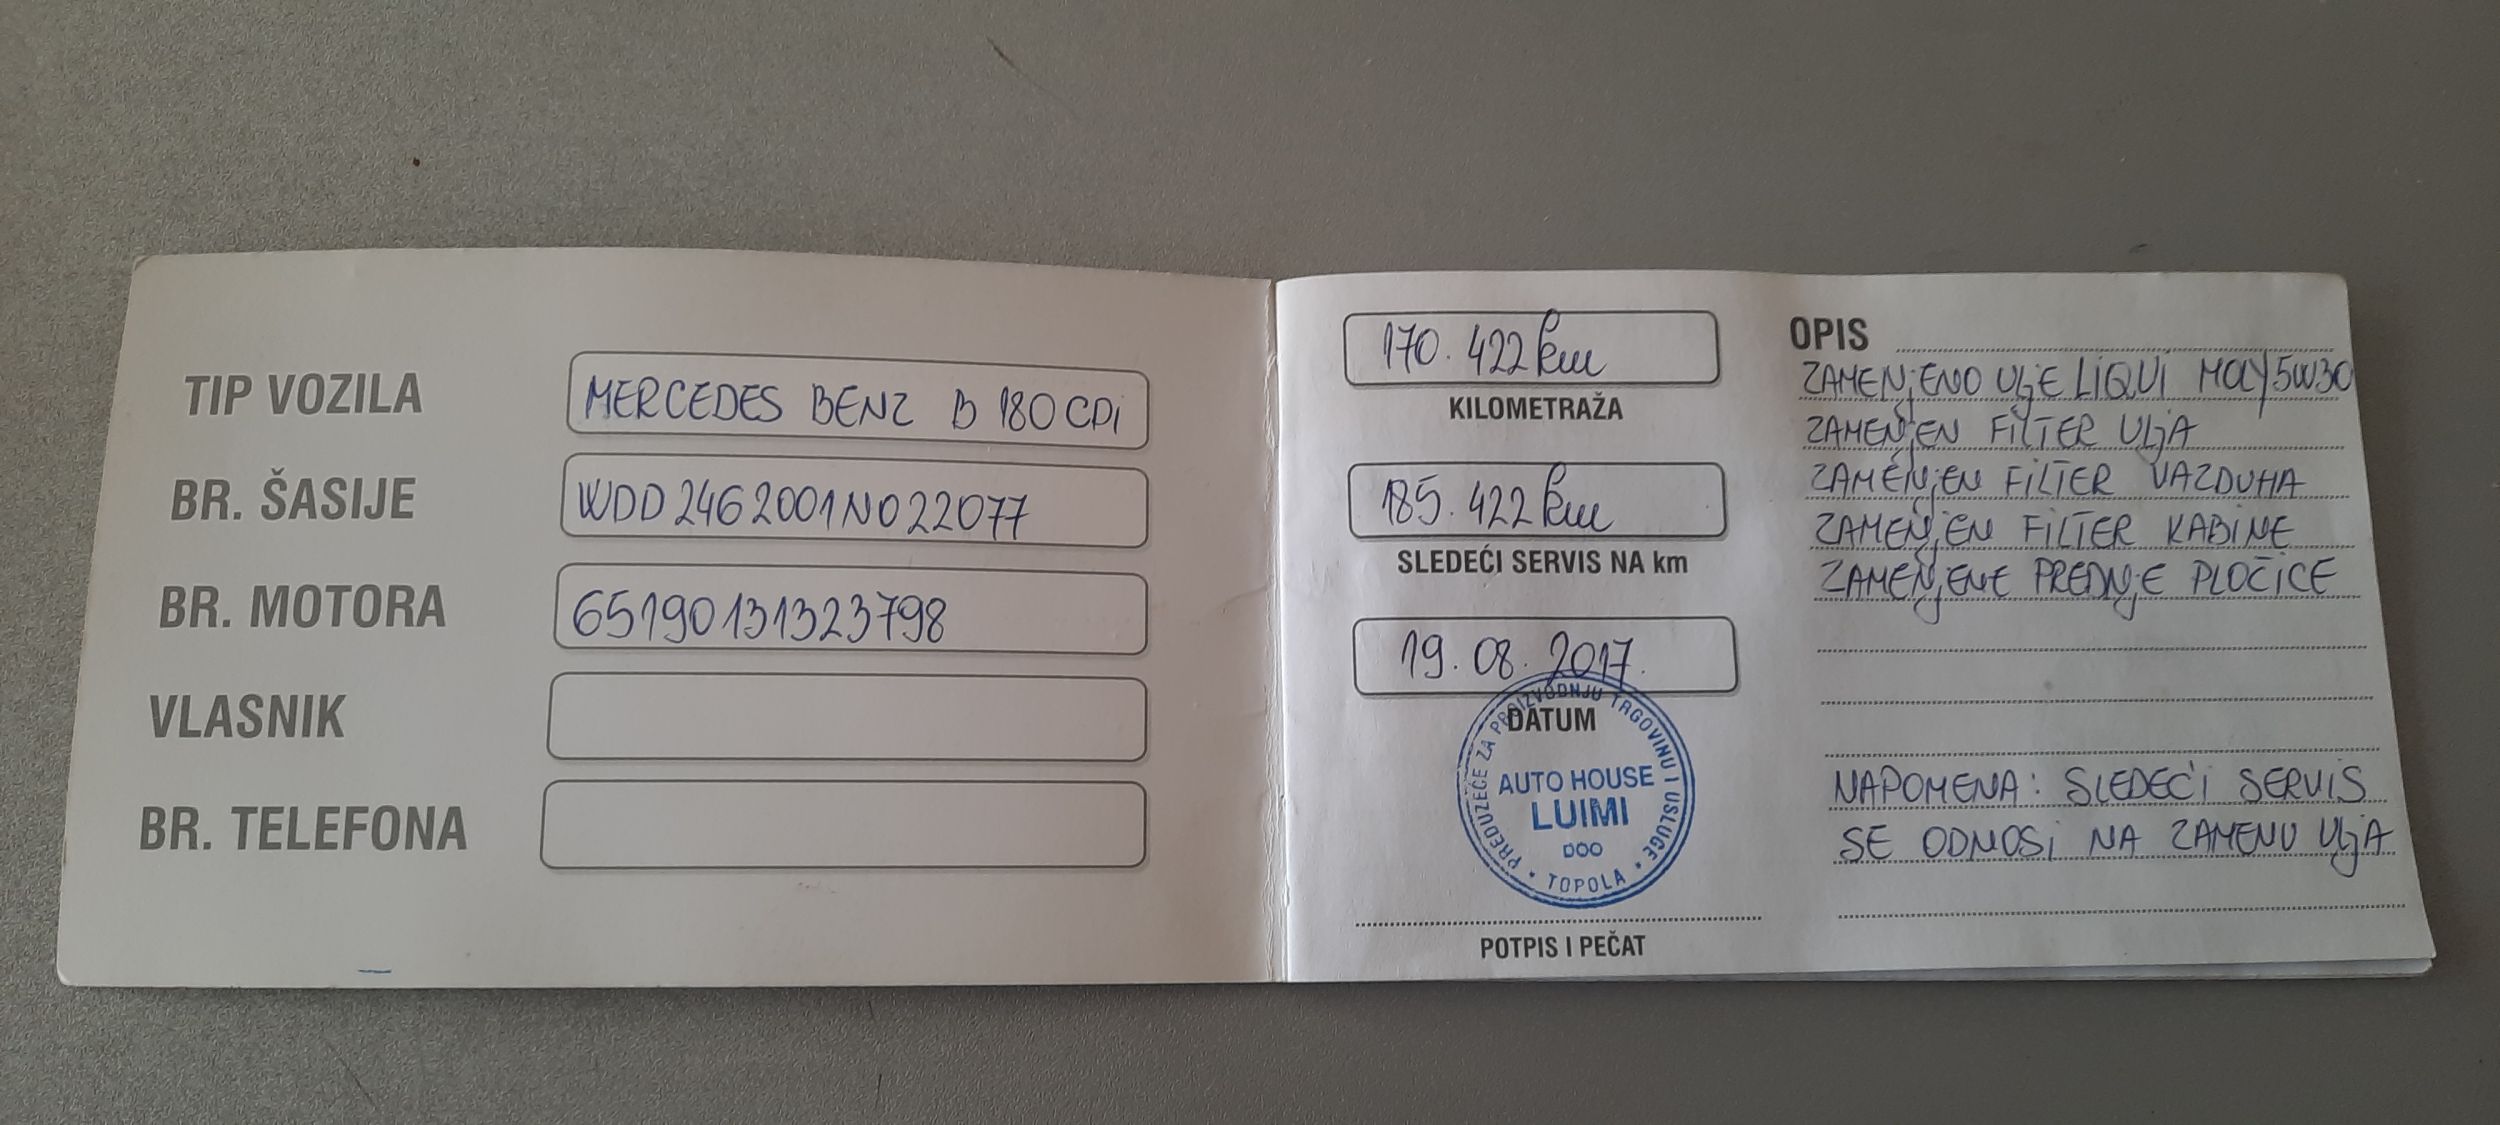 TIP VOZILA
MERCEDES BENZ B 180 CDi
BR. ŠASIJE
WDD2462001N022077
BR. MOTORA
65190131323798
VLASNIK
BR. TELEFONA
170.422 km
KILOMETRAŽA
185.422 km
SLEDEĆI SERVIS NA km
19.08.2017.
DATUM
PREDUZEĆE ZA PROIZVODNJU TRGOVINU I USLUGE
AUTO HOUSE
LUIMI
DOO
• TOPOLA •
POTPIS I PEČAT
OPIS
ZAMENjENO UljE LiQUi MOLY 5W30
ZAMENjEN FiLTER UljA
ZAMENjEN FiLTER VAZDUHA
ZAMENjEN FiLTER KABiNE
ZAMENjENE PREDNjE PLOČiCE
NAPOMENA: SLEDEĆi SERViS
SE ODNOSi NA ZAMENU UljA